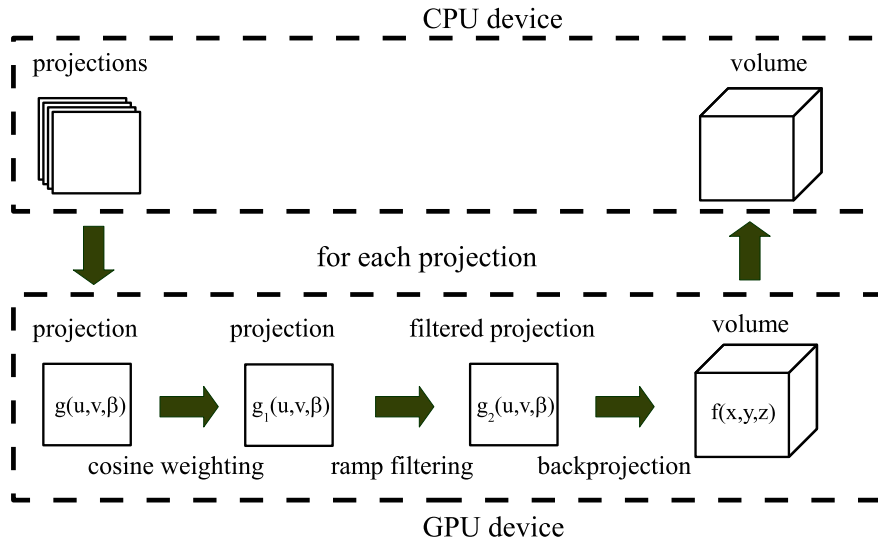 CPU device
projections
volume
for each projection
projection
projection
filtered projection
volume
g(u,v,β)
g₁(u,v,β)
g₂(u,v,β)
f(x,y,z)
cosine weighting
ramp filtering
backprojection
GPU device